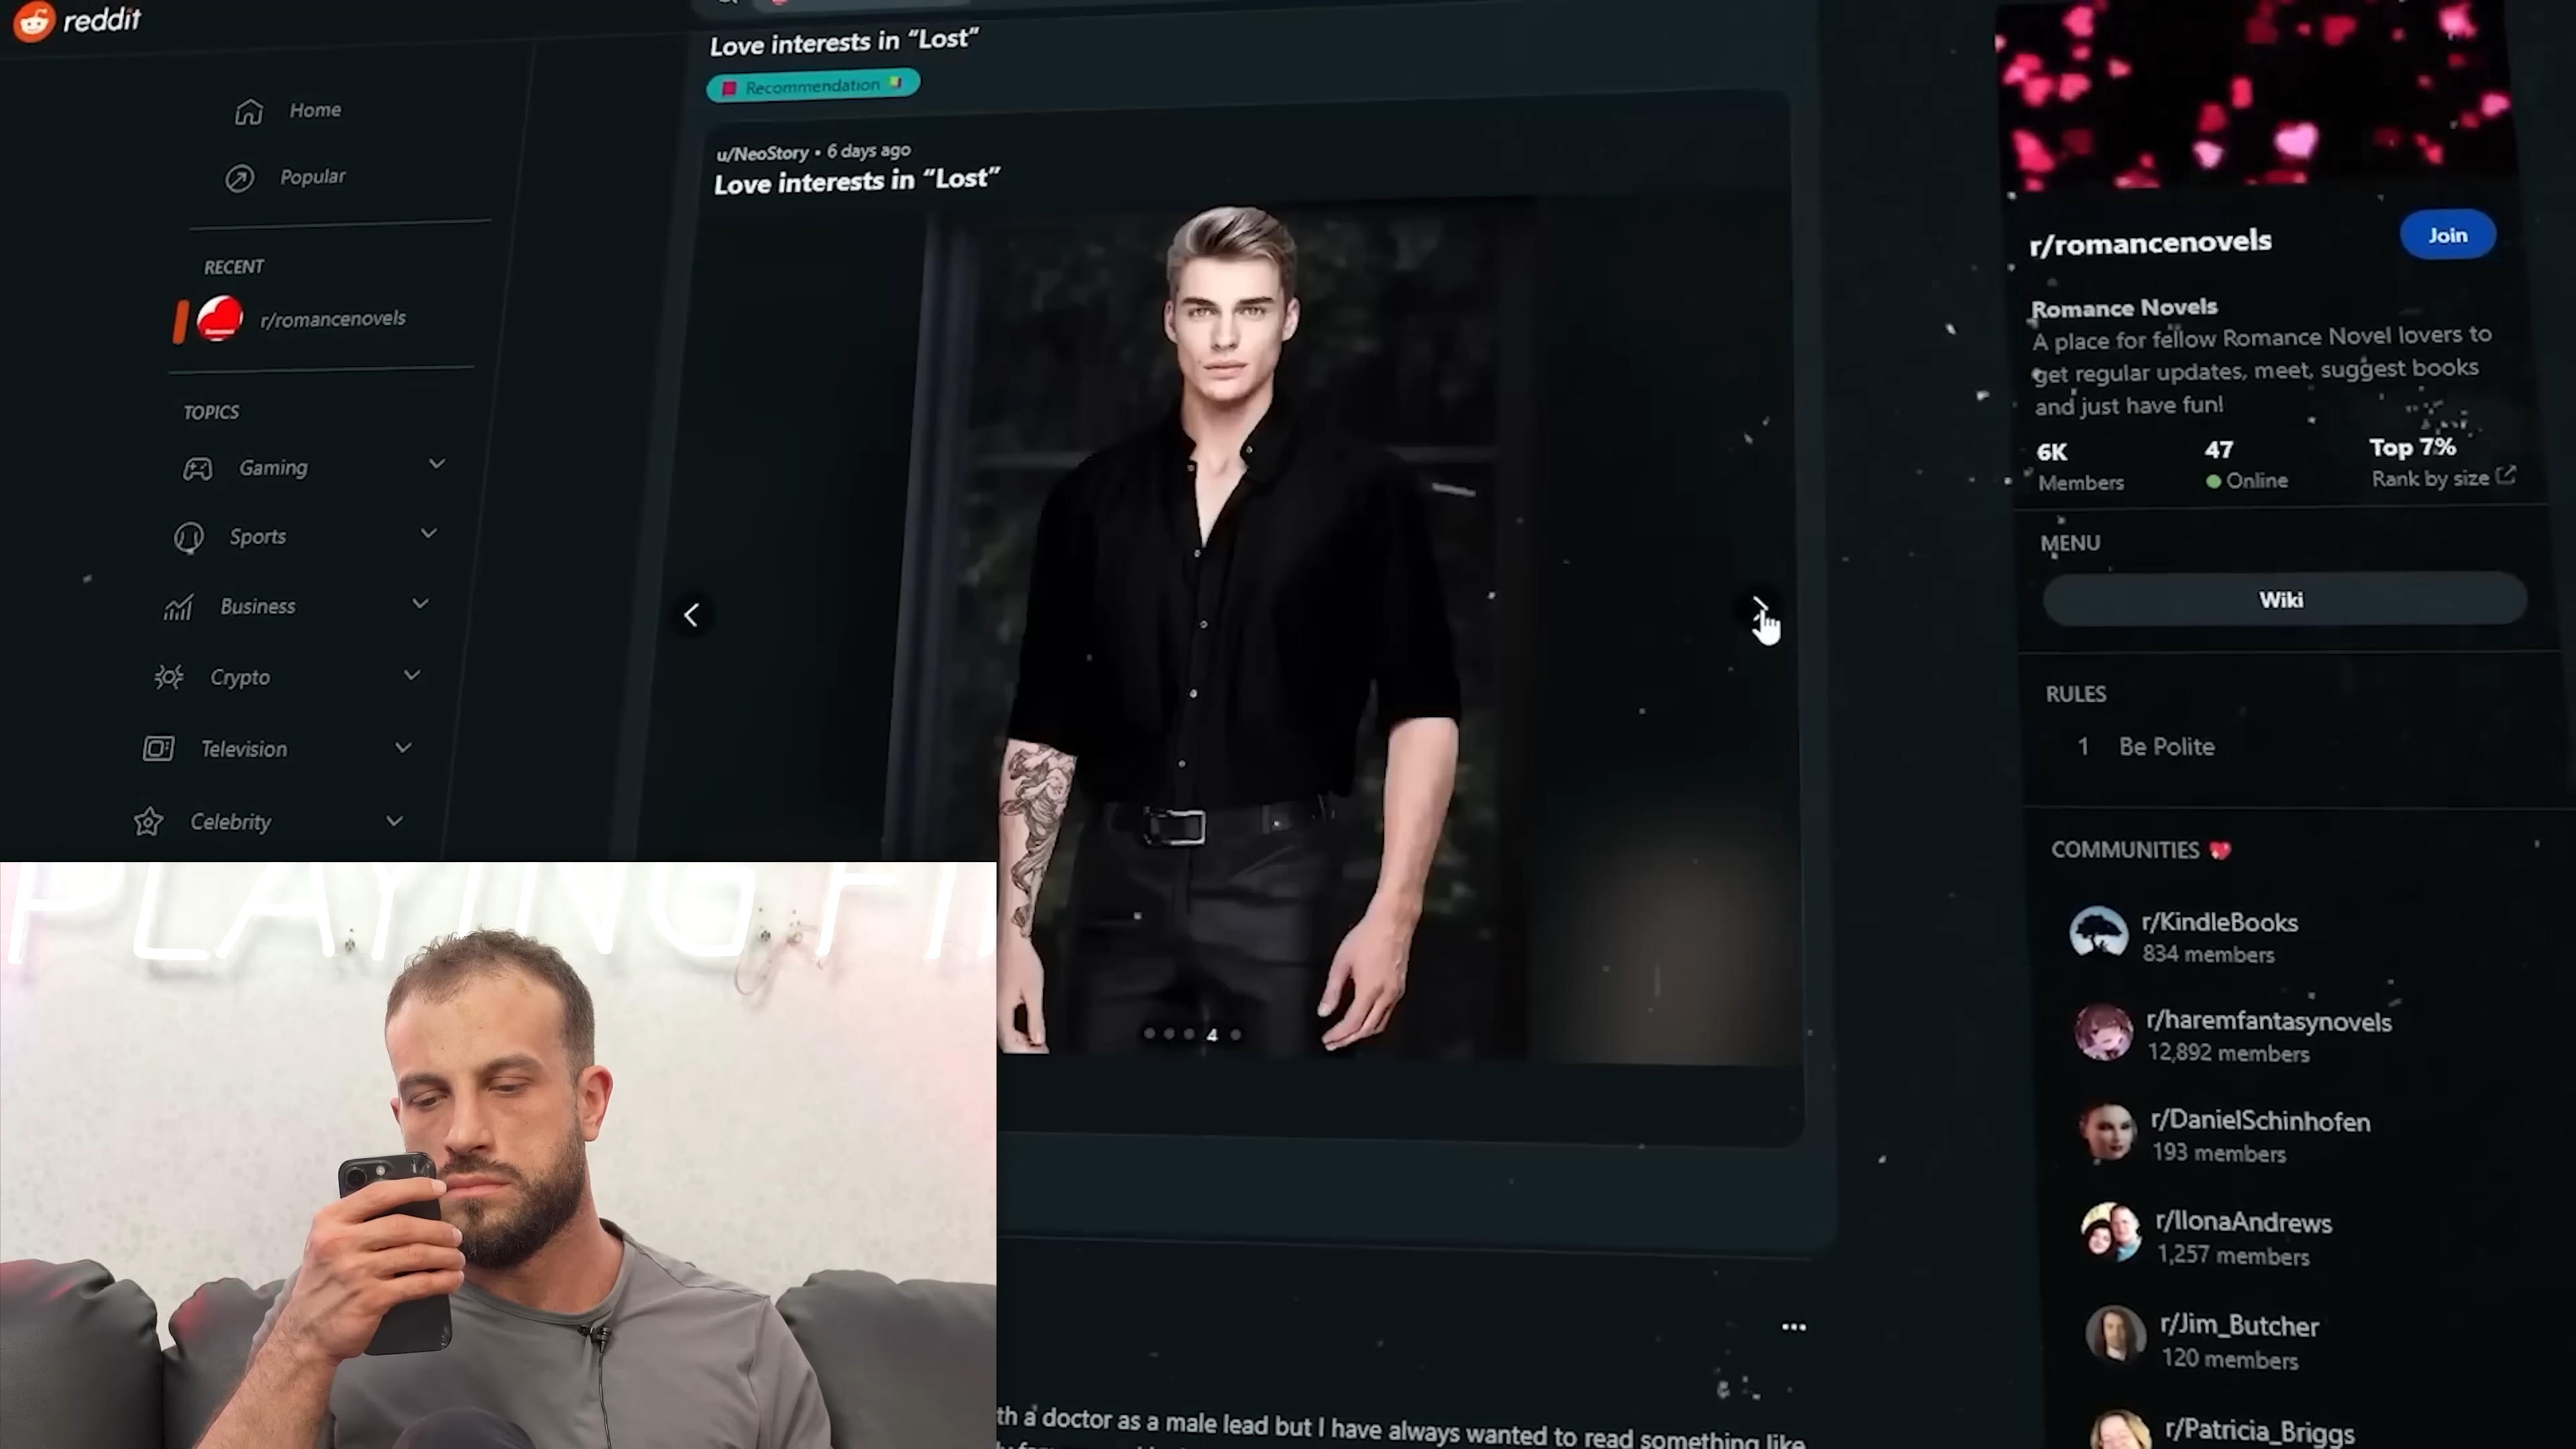 reddit
Home
Popular
RECENT
r/romancenovels
TOPICS
Gaming
Sports
Business
Crypto
Television
Celebrity
Love interests in “Lost”
Recommendation
u/NeoStory • 6 days ago
Love interests in “Lost”
4
th a doctor as a male lead but I have always wanted to read something like
r/romancenovels
Join
Romance Novels
A place for fellow Romance Novel lovers to
get regular updates, meet, suggest books
and just have fun!
6K 47 Top 7%
Members Online Rank by size
MENU
Wiki
RULES
1 Be Polite
COMMUNITIES
r/KindleBooks
834 members
r/haremfantasynovels
12,892 members
r/DanielSchinhofen
193 members
r/IlonaAndrews
1,257 members
r/Jim_Butcher
120 members
r/Patricia_Briggs
PLAYING